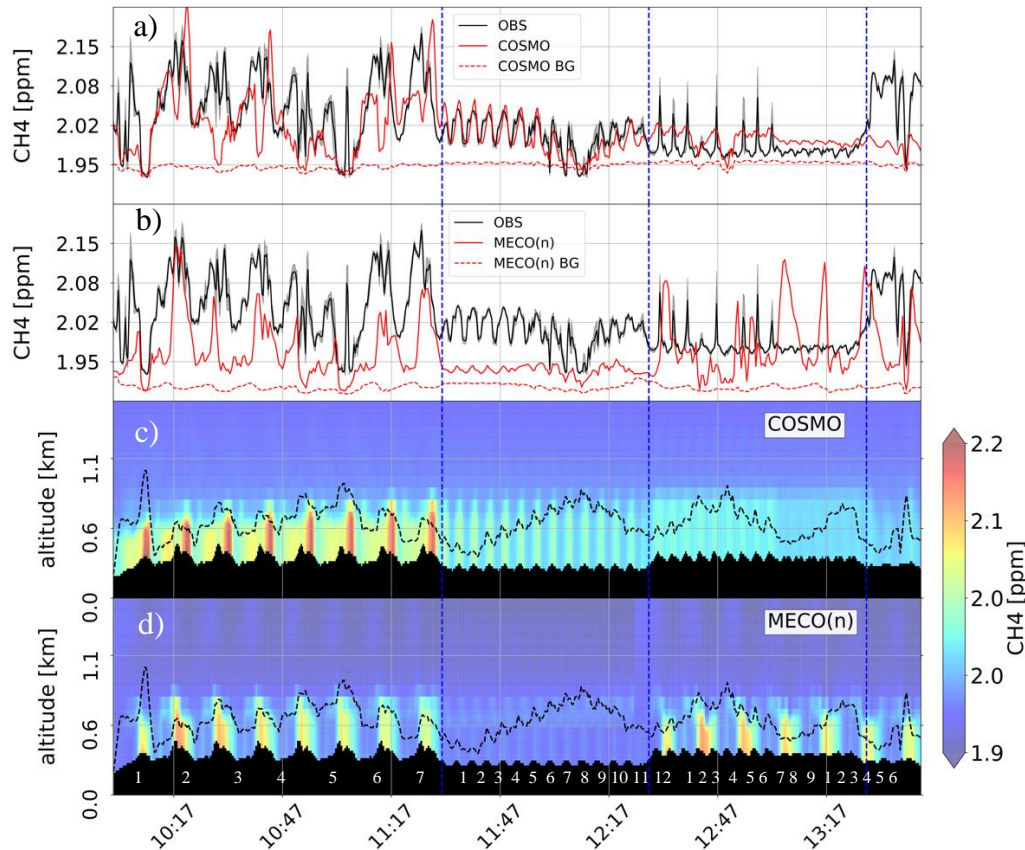 a)
OBS
COSMO
COSMO BG
CH4 [ppm]
2.15
2.08
2.02
1.95
b)
OBS
MECO(n)
MECO(n) BG
CH4 [ppm]
2.15
2.08
2.02
1.95
c)
COSMO
altitude [km]
1.1
0.6
0.0
d)
MECO(n)
altitude [km]
1.1
0.6
0.0
1 2 3 4 5 6 7 1 2 3 4 5 6 7 8 9 10 11 12 1 2 3 4 5 6 7 8 9 1 2 3 4 5 6
10:17 10:47 11:17 11:47 12:17 12:47 13:17
2.2
2.1
2.0
2.0
1.9
CH4 [ppm]